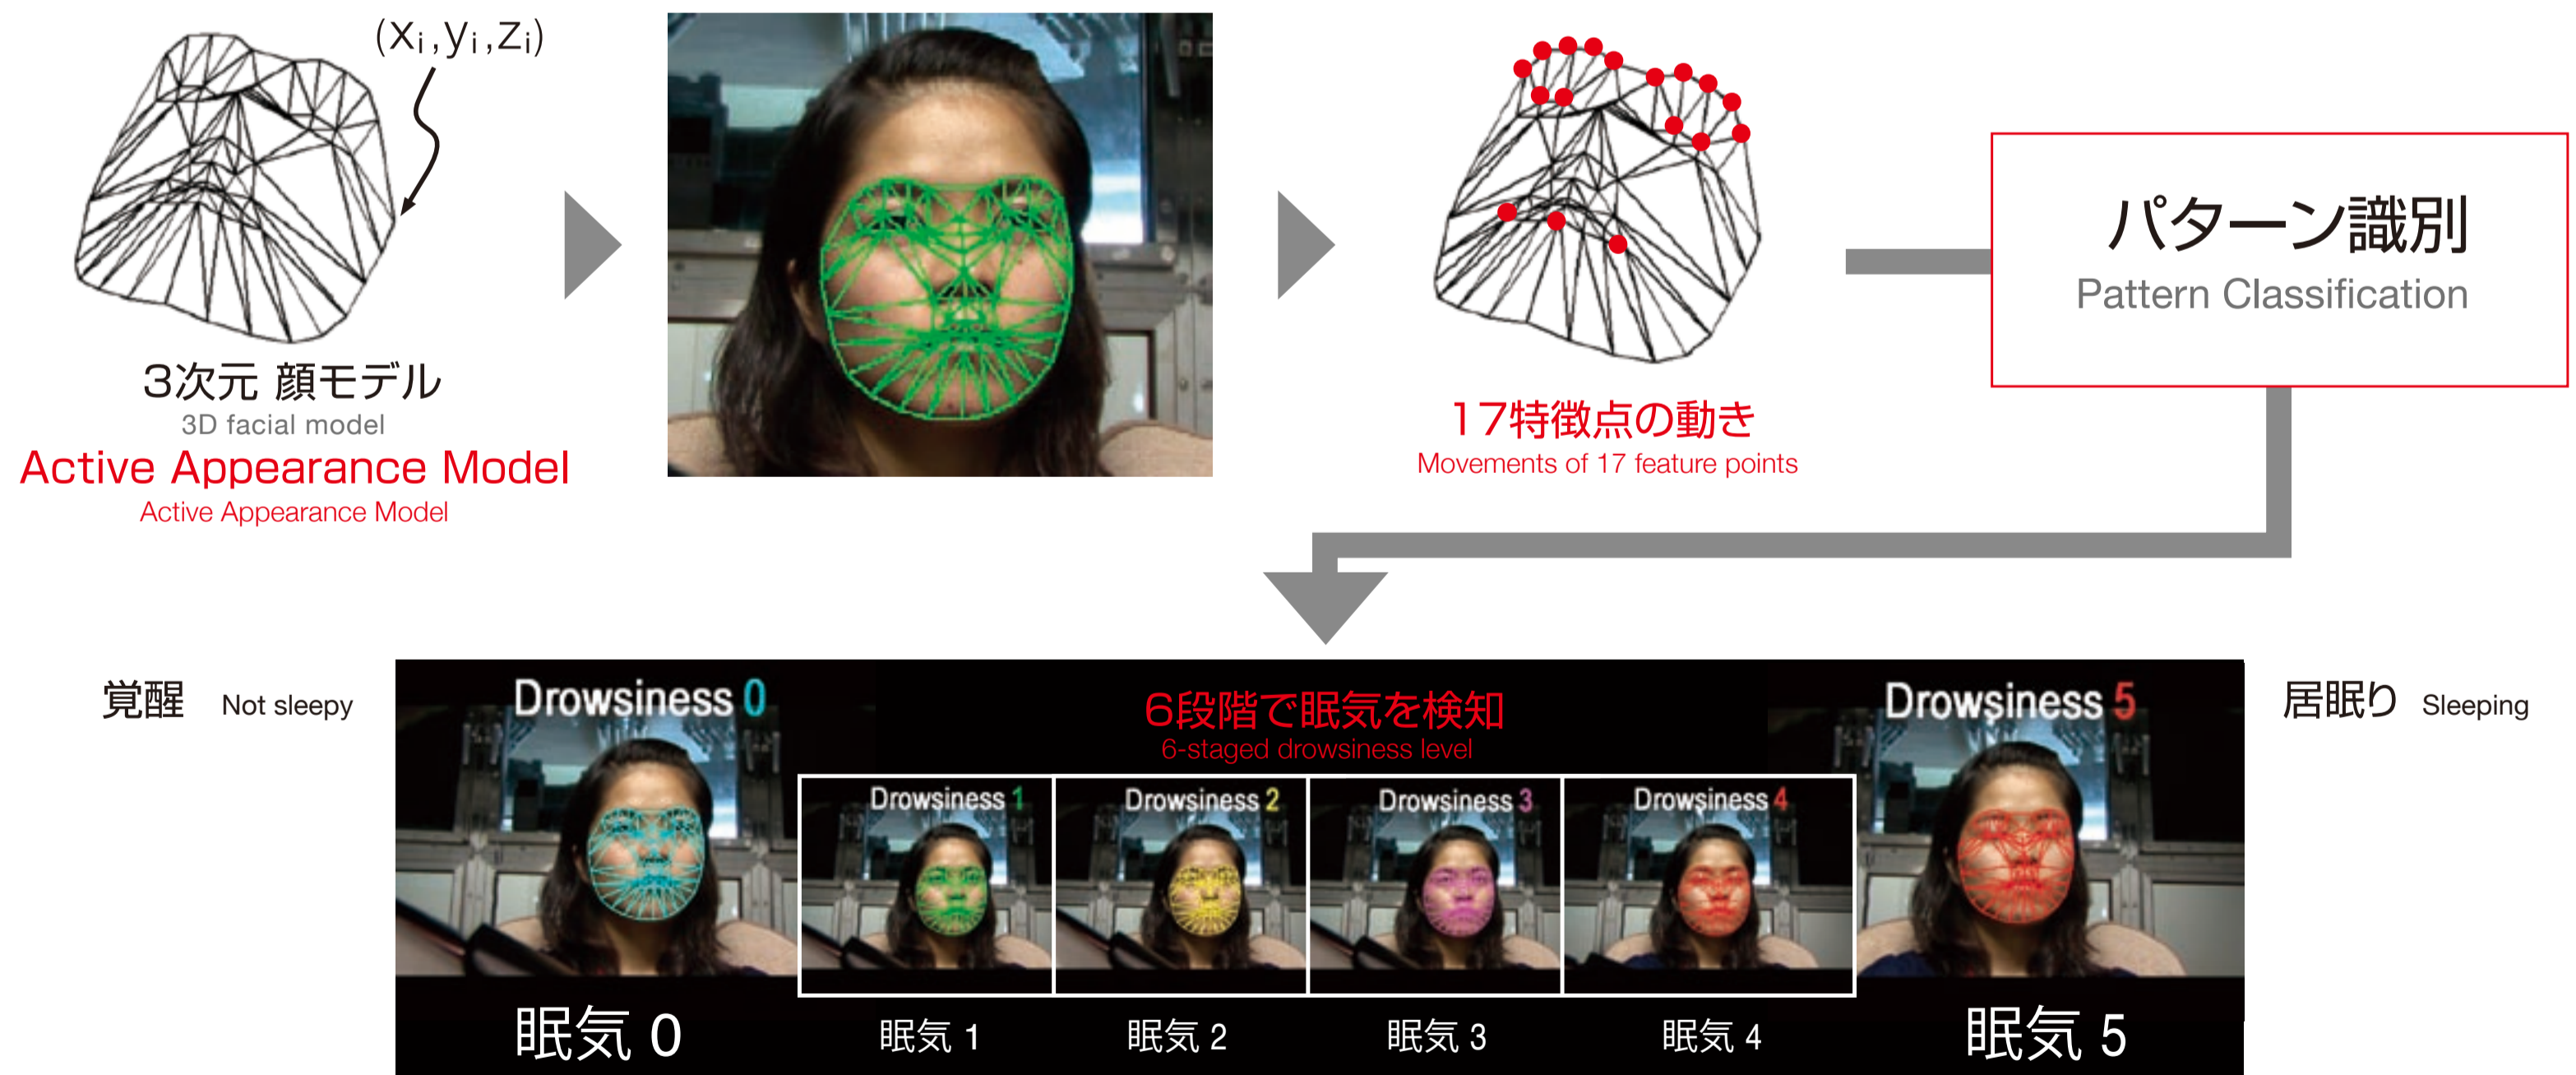 (xi,yi,zi)
3次元 顔モデル
3D facial model
Active Appearance Model
Active Appearance Model
17特徴点の動き
Movements of 17 feature points
パターン識別
Pattern Classification
覚醒 Not sleepy
Drowsiness 0
6段階で眠気を検知
6-staged drowsiness level
Drowsiness 1
Drowsiness 2
Drowsiness 3
Drowsiness 4
Drowsiness 5
居眠り Sleeping
眠気 0
眠気 1
眠気 2
眠気 3
眠気 4
眠気 5